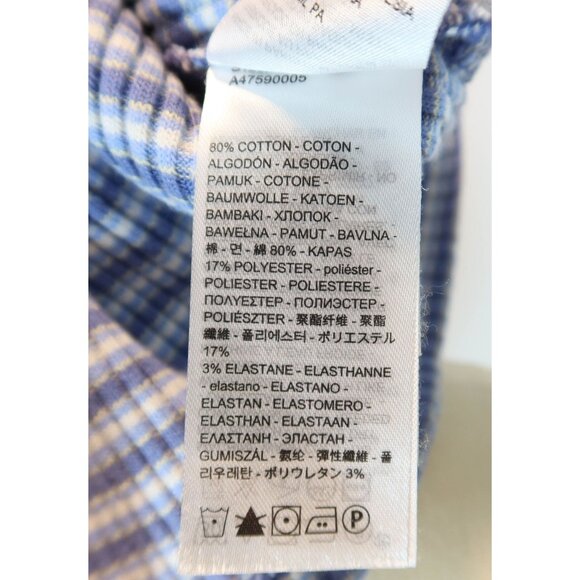 A47590005
80% COTTON - COTON -
ALGODÓN - ALGODÃO -
PAMUK - COTONE -
BAUMWOLLE - KATOEN -
BAMBAKI - ХЛОПОК -
BAWEŁNA - PAMUT - BAVLNA -
棉 - 면 - 綿 80% - KAPAS
17% POLYESTER - poliéster -
POLIESTER - POLIESTERE -
ΠΟΛΥΕΣΤΕΡ - ПОЛИЭСТЕР -
POLIÉSZTER - 聚酯纤维 - 聚酯
纖維 - 폴리에스터 - ポリエステル
17%
3% ELASTANE - ELASTHANNE
- elastano - ELASTANO -
ELASTAN - ELASTOMERO -
ELASTHAN - ELASTAAN -
ΕΛΑΣΤΑΝΗ - ЭЛАСТАН -
GUMISZÁL - 氨纶 - 彈性纖維 - 폴
리우레탄 - ポリウレタン 3%
P